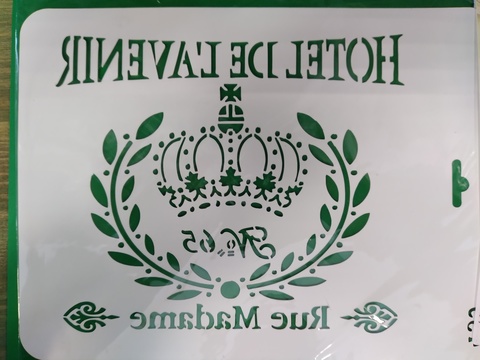 HOTEL DE L'AVENIR
No. 65
Rue Madame